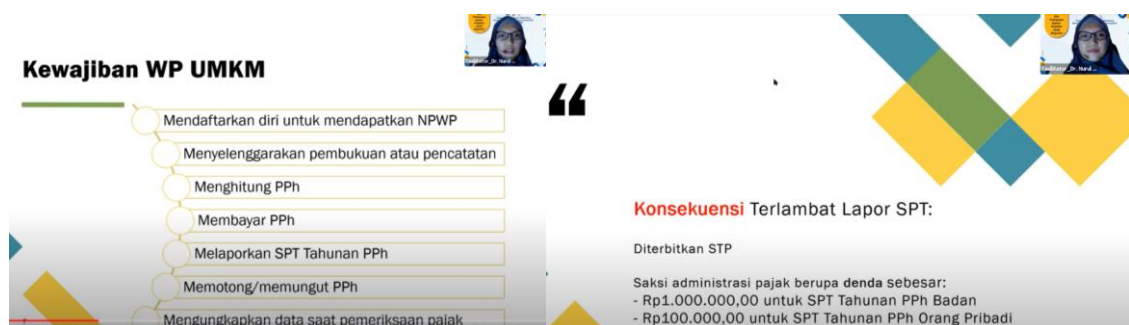 Kewajiban WP UMKM
Mendaftarkan diri untuk mendapatkan NPWP
Menyelenggarakan pembukuan atau pencatatan
Menghitung PPh
Membayar PPh
Melaporkan SPT Tahunan PPh
Memotong/memungut PPh
Mengungkapkan data saat pemeriksaan pajak
“
Konsekuensi Terlambat Lapor SPT:
Diterbitkan STP
Saksi administrasi pajak berupa denda sebesar:
- Rp1.000.000,00 untuk SPT Tahunan PPh Badan
- Rp100.000,00 untuk SPT Tahunan PPh Orang Pribadi